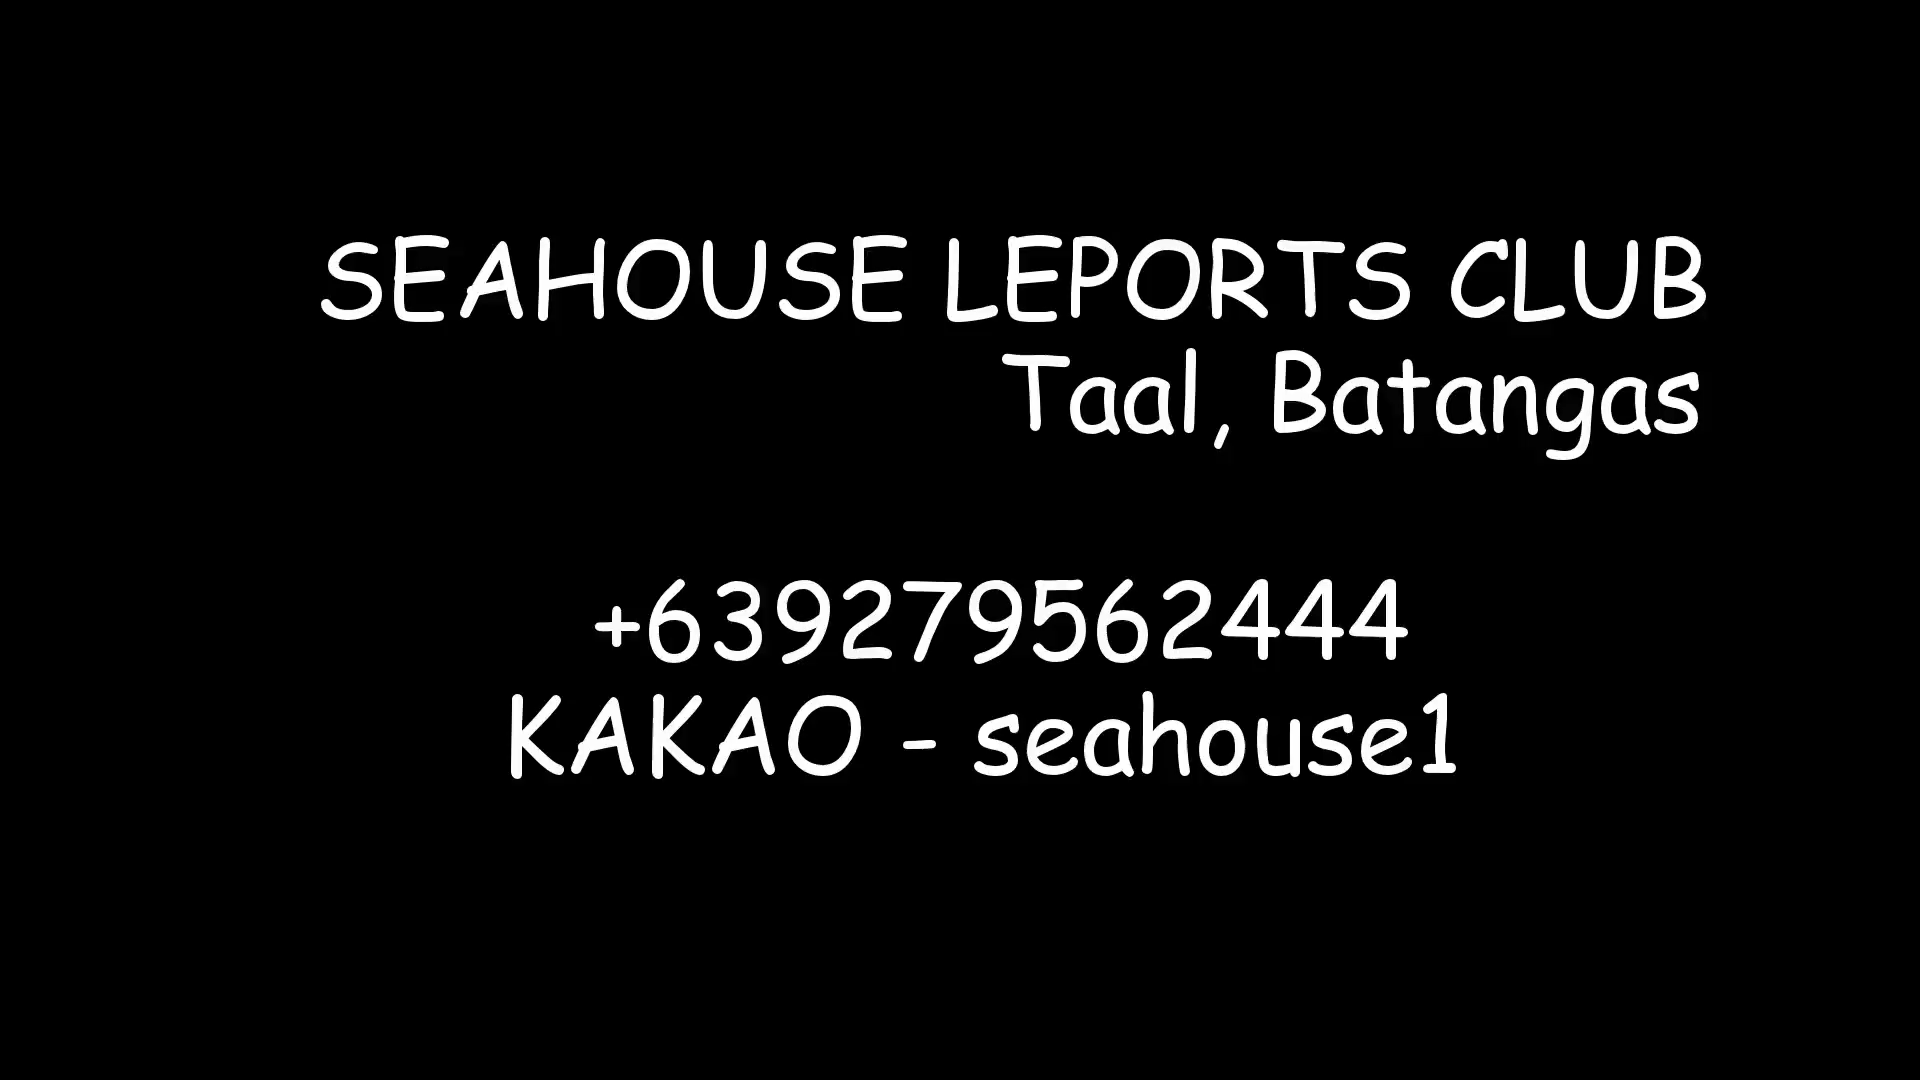 SEAHOUSE LEPORTS CLUB
Taal, Batangas
+639279562444
KAKAO - seahouse1